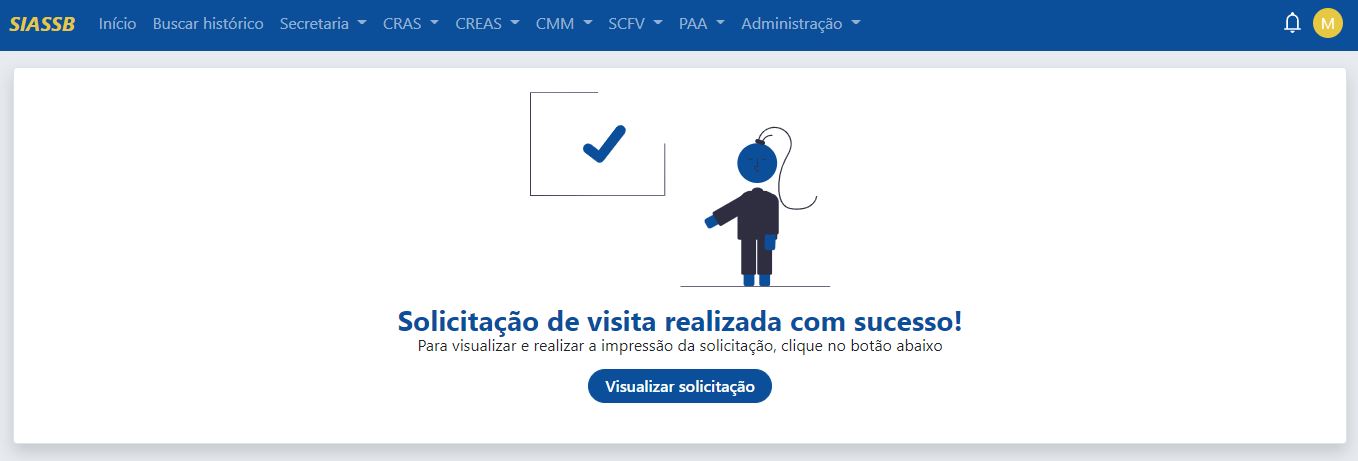 SIASSB Início Buscar histórico Secretaria CRAS CREAS CMM SCFV PAA Administração M
Solicitação de visita realizada com sucesso!
Para visualizar e realizar a impressão da solicitação, clique no botão abaixo
Visualizar solicitação